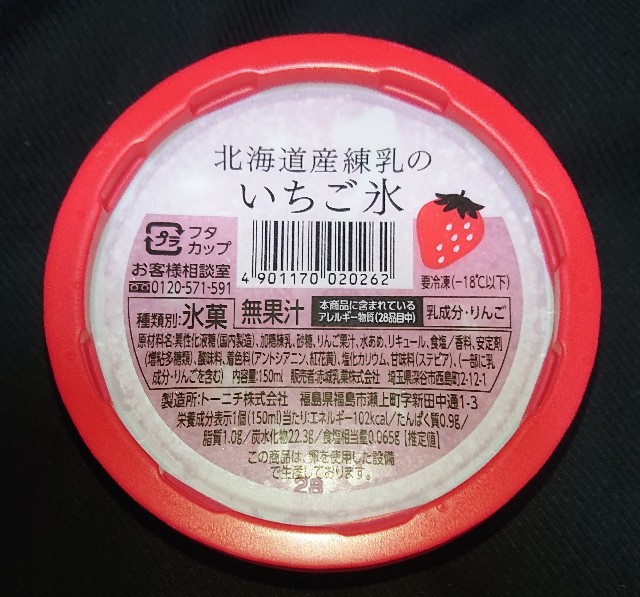 北海道産練乳の
いちご氷
プラ
フタ
カップ
お客様相談室
0120-571-591
4 901170 020262
要冷凍(-18℃以下)
種類別:氷菓 無果汁
本商品に含まれている
アレルギー物質(28品目中)
乳成分・りんご
原材料名:異性化液糖(国内製造)、加糖練乳、砂糖、りんご果汁、水あめ、リキュール、食塩/香料、安定剤
(増粘多糖類)、酸味料、着色料(アントシアニン、紅花黄)、塩化カリウム、甘味料(ステビア)、(一部に乳
成分・りんごを含む) 内容量:150ml 販売者:赤城乳業株式会社 埼玉県深谷市西島町2-12-1
製造所:トーニチ株式会社 福島県福島市瀬上町字新田中通1-3
栄養成分表示1個(150ml)当たり:エネルギー102kcal/たんぱく質0.9g/
脂質1.0g/炭水化物22.3g/食塩相当量0.065g [推定値]
この商品は、卵を使用した設備
で生産しております。
28